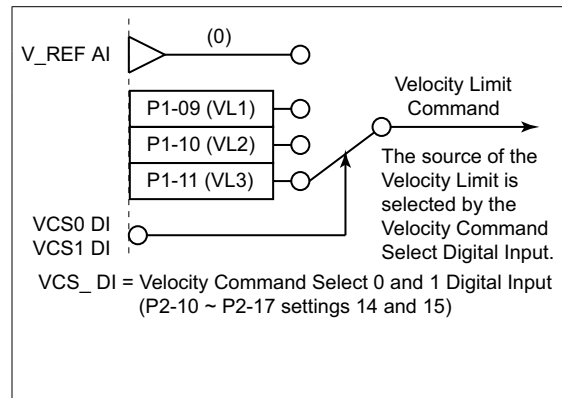 (0)
V_REF AI
P1-09 (VL1)
P1-10 (VL2)
P1-11 (VL3)
Velocity Limit
Command
The source of the
Velocity Limit is
selected by the
Velocity Command
Select Digital Input.
VCS0 DI
VCS1 DI
VCS_ DI = Velocity Command Select 0 and 1 Digital Input
(P2-10 ~ P2-17 settings 14 and 15)